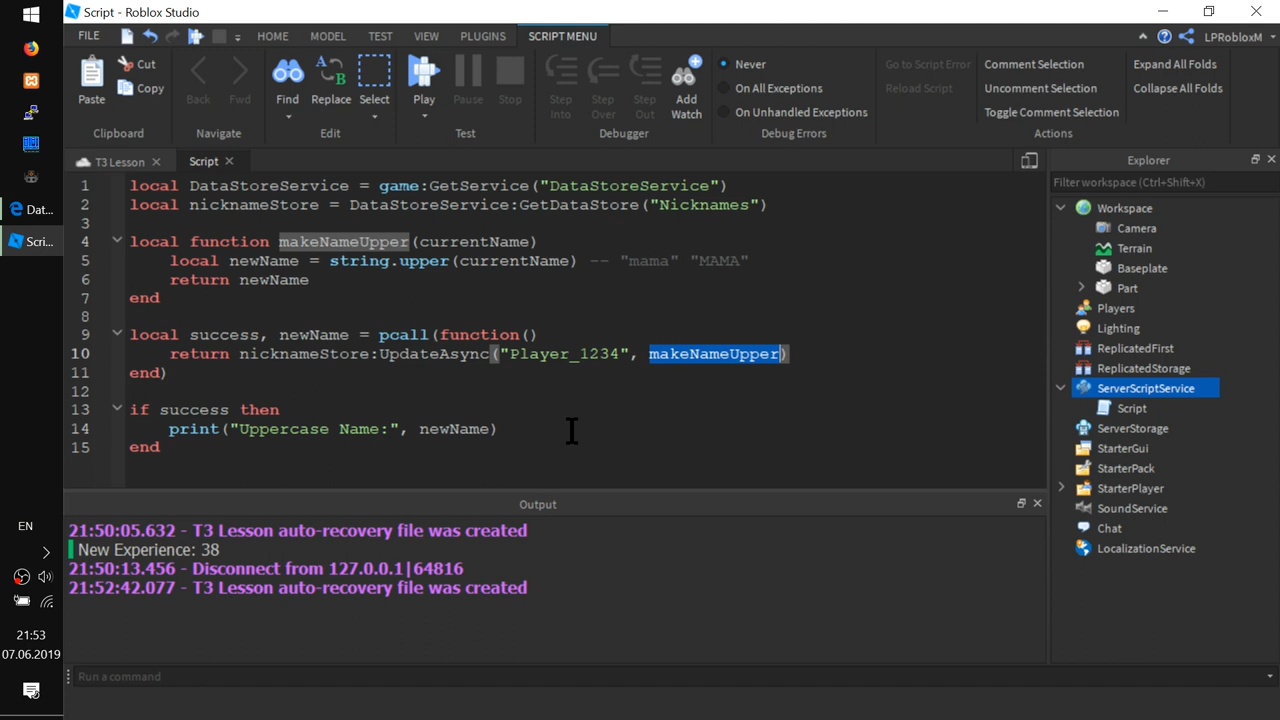 Script - Roblox Studio
FILE HOME MODEL TEST VIEW PLUGINS SCRIPT MENU LPRobloxM
Paste Cut Copy
Clipboard
Back Fwd
Navigate
Find Replace Select
Edit
Play Pause Stop
Test
Step Into Step Over Step Out Add Watch
Debugger
Never
On All Exceptions
On Unhandled Exceptions
Debug Errors
Go to Script Error
Reload Script
Comment Selection
Uncomment Selection
Toggle Comment Selection
Expand All Folds
Collapse All Folds
Actions
T3 Lesson Script
1 local DataStoreService = game:GetService("DataStoreService")
2 local nicknameStore = DataStoreService:GetDataStore("Nicknames")
3
4 local function makeNameUpper(currentName)
5 local newName = string.upper(currentName) -- "mama" "MAMA"
6 return newName
7 end
8
9 local success, newName = pcall(function()
10 return nicknameStore:UpdateAsync("Player_1234", makeNameUpper)
11 end)
12
13 if success then
14 print("Uppercase Name:", newName)
15 end
Explorer
Filter workspace (Ctrl+Shift+X)
Workspace
Camera
Terrain
Baseplate
Part
Players
Lighting
ReplicatedFirst
ReplicatedStorage
ServerScriptService
Script
ServerStorage
StarterGui
StarterPack
StarterPlayer
SoundService
Chat
LocalizationService
Output
21:50:05.632 - T3 Lesson auto-recovery file was created
New Experience: 38
21:50:13.456 - Disconnect from 127.0.0.1|64816
21:52:42.077 - T3 Lesson auto-recovery file was created
Run a command
Dat...
Scri...
EN
21:53
07.06.2019